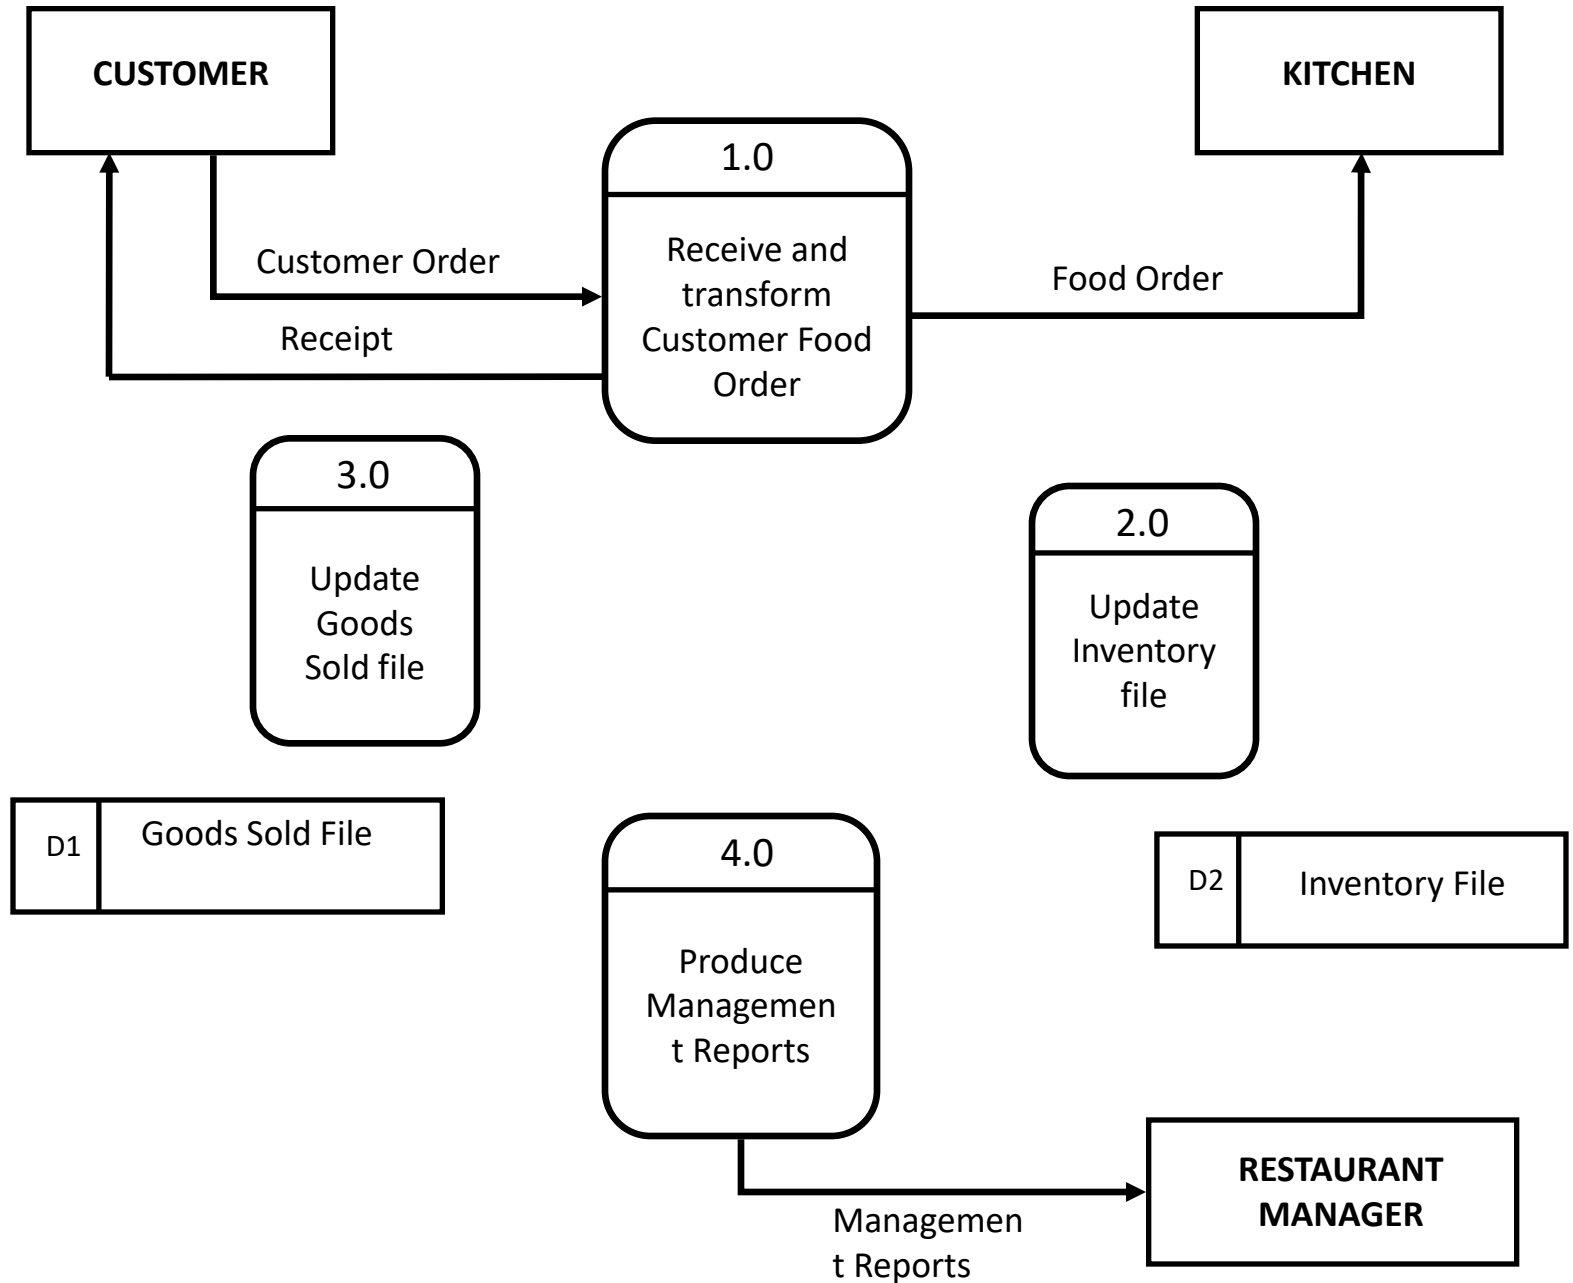 CUSTOMER
KITCHEN
1.0
Receive and
transform
Customer Food
Order
Customer Order
Food Order
Receipt
3.0
Update
Goods
Sold file
2.0
Update
Inventory
file
D1
Goods Sold File
4.0
Produce
Managemen
t Reports
D2
Inventory File
RESTAURANT
MANAGER
Managemen
t Reports